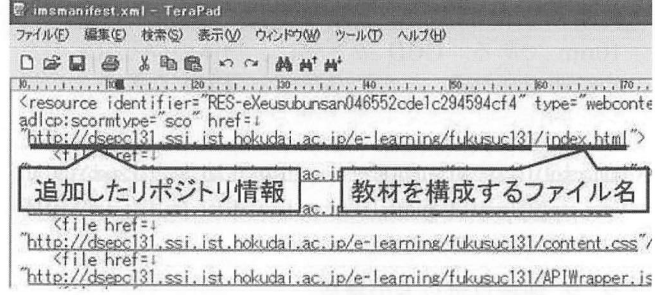 imsmanifest.xml - TeraPad
ファイル(F) 編集(E) 検索(S) 表示(V) ウィンドウ(W) ツール(T) ヘルプ(H)
<resource identifier="RES-eXeusubunsan046552cde1c294594cf4" type="webconte
adlcp:scormtype="sco" href=↓
"http://dsepc131.ssi.ist.hokudai.ac.jp/e-learning/fukusuc131/index.html">
追加したリポジトリ情報
教材を構成するファイル名
<file href=↓
"http://dsepc131.ssi.ist.hokudai.ac.jp/e-learning/fukusuc131/content.css"/
<file href=↓
"http://dsepc131.ssi.ist.hokudai.ac.jp/e-learning/fukusuc131/APIWrapper.js